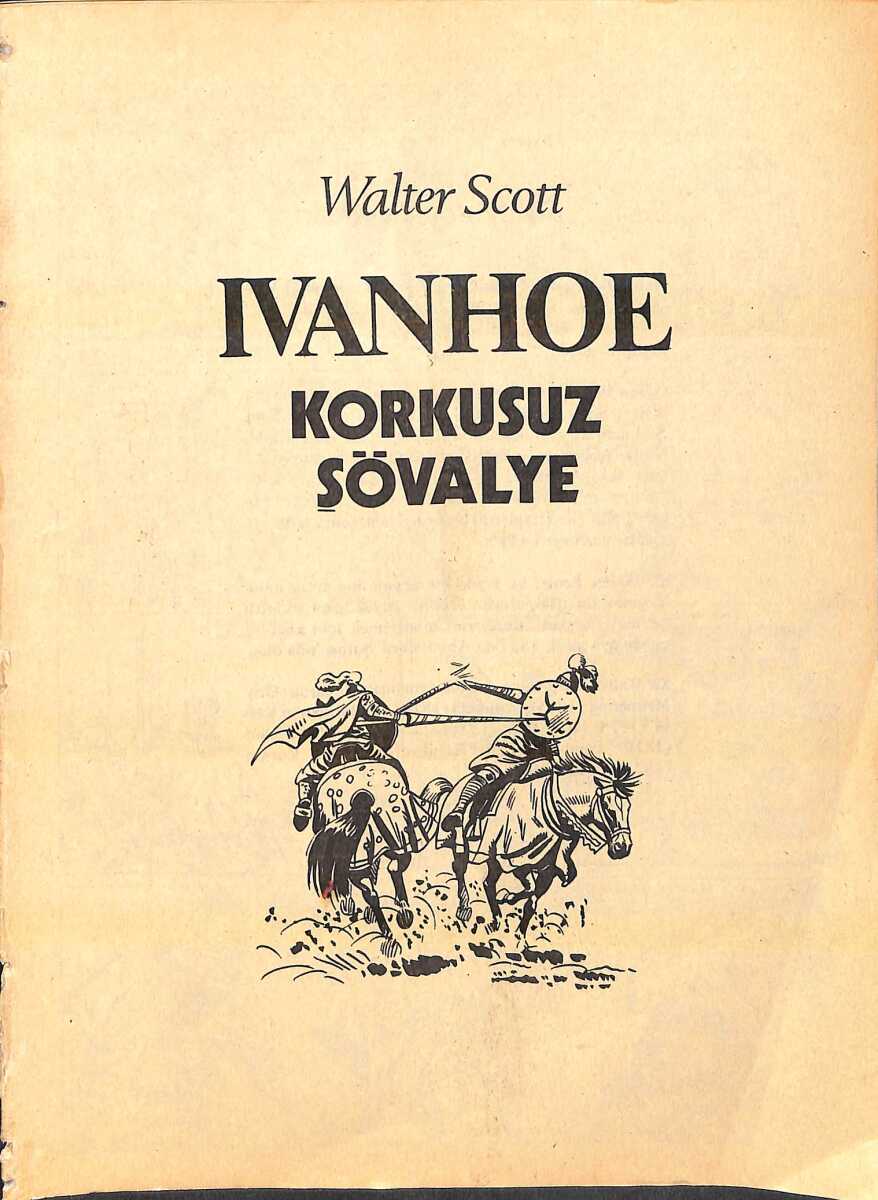 Walter Scott
IVANHOE
KORKUSUZ
ŞÖVALYE